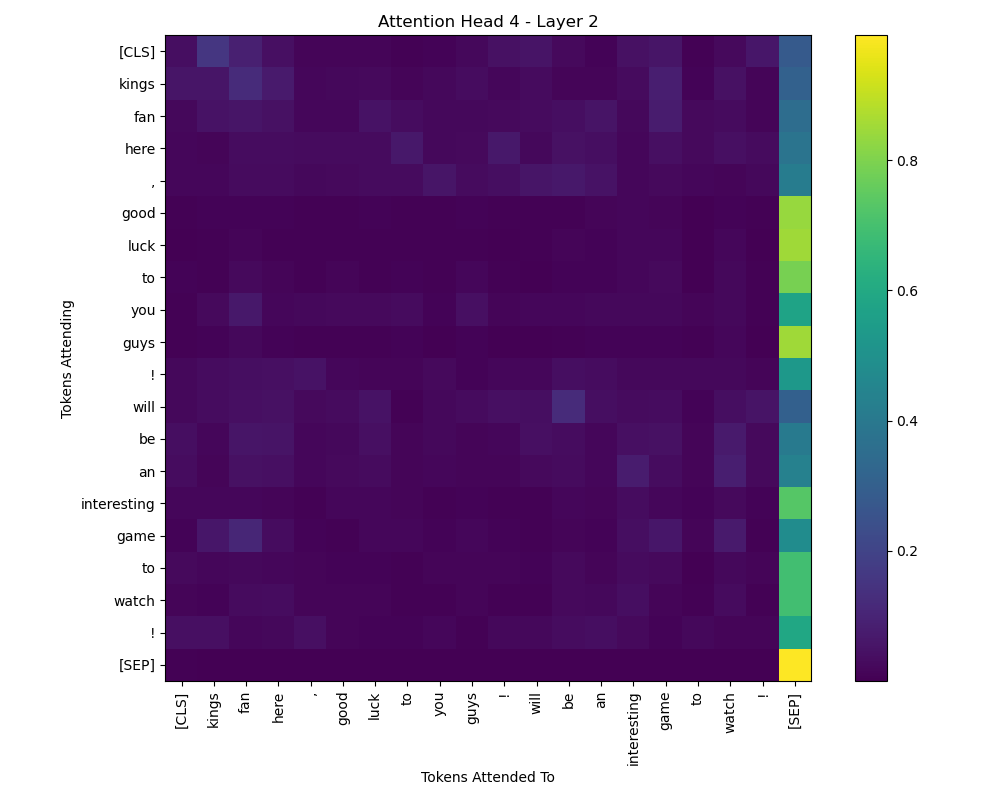 Attention Head 4 - Layer 2
Tokens Attending
[CLS]
kings
fan
here
,
good
luck
to
you
guys
!
will
be
an
interesting
game
to
watch
!
[SEP]
[CLS]
kings
fan
here
,
good
luck
to
you
guys
!
will
be
an
interesting
game
to
watch
!
[SEP]
Tokens Attended To
0.8
0.6
0.4
0.2